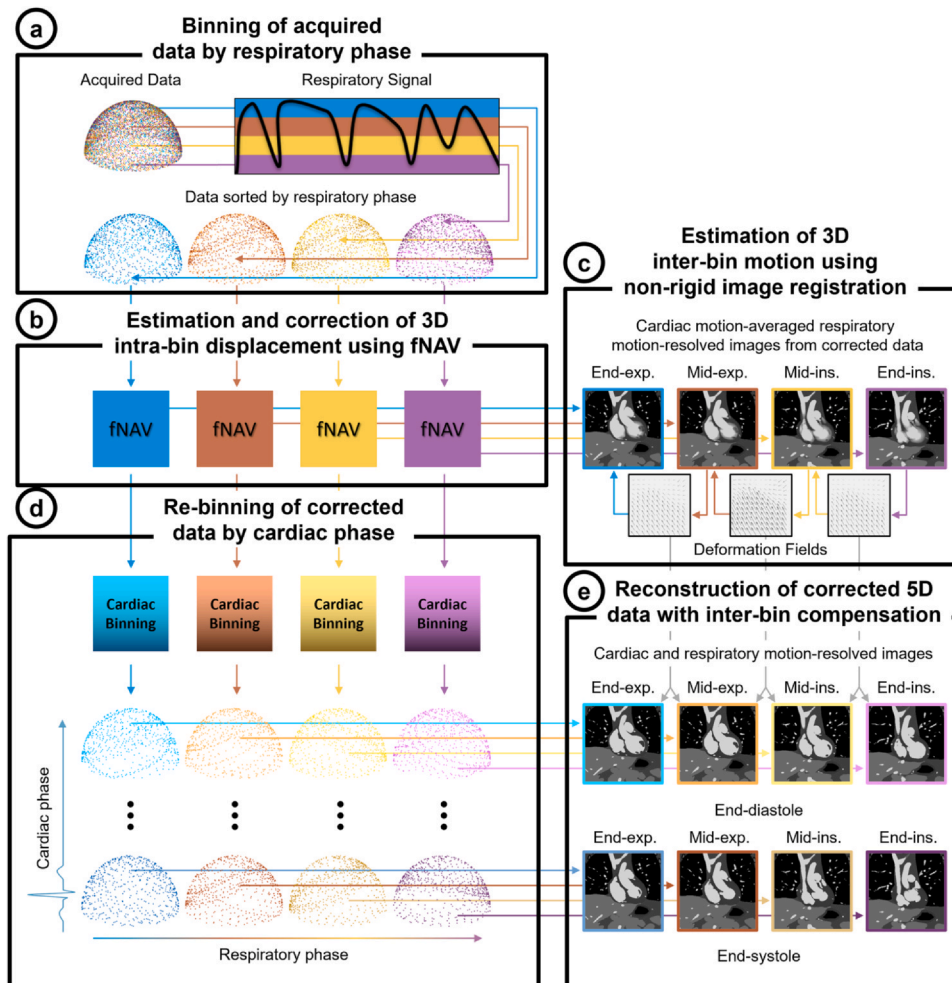 a
Binning of acquired
data by respiratory phase
Acquired Data
Respiratory Signal
Data sorted by respiratory phase
b
Estimation and correction of 3D
intra-bin displacement using fNAV
fNAV
fNAV
fNAV
fNAV
c
Estimation of 3D
inter-bin motion using
non-rigid image registration
Cardiac motion-averaged respiratory
motion-resolved images from corrected data
End-exp.
Mid-exp.
Mid-ins.
End-ins.
Deformation Fields
d
Re-binning of corrected
data by cardiac phase
Cardiac
Binning
Cardiac
Binning
Cardiac
Binning
Cardiac
Binning
Cardiac phase
Respiratory phase
e
Reconstruction of corrected 5D
data with inter-bin compensation
Cardiac and respiratory motion-resolved images
End-exp.
Mid-exp.
Mid-ins.
End-ins.
End-diastole
End-exp.
Mid-exp.
Mid-ins.
End-ins.
End-systole